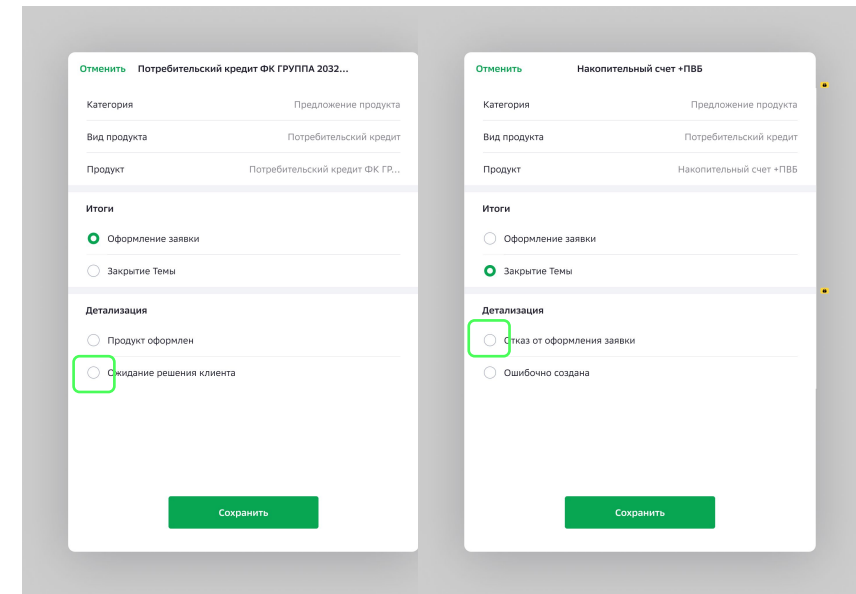 Отменить Потребительский кредит ФК ГРУППА 2032...
Категория Предложение продукта
Вид продукта Потребительский кредит
Продукт Потребительский кредит ФК ГР...
Итоги
Оформление заявки
Закрытие Темы
Детализация
Продукт оформлен
Ожидание решения клиента
Сохранить
Отменить Накопительный счет +ПВБ
Категория Предложение продукта
Вид продукта Потребительский кредит
Продукт Накопительный счет +ПВБ
Итоги
Оформление заявки
Закрытие Темы
Детализация
Отказ от оформления заявки
Ошибочно создана
Сохранить